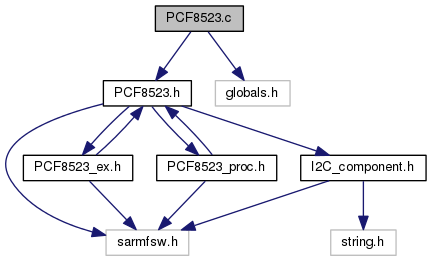 PCF8523.c
PCF8523.h
globals.h
PCF8523_ex.h
PCF8523_proc.h
I2C_component.h
sarmfsw.h
string.h